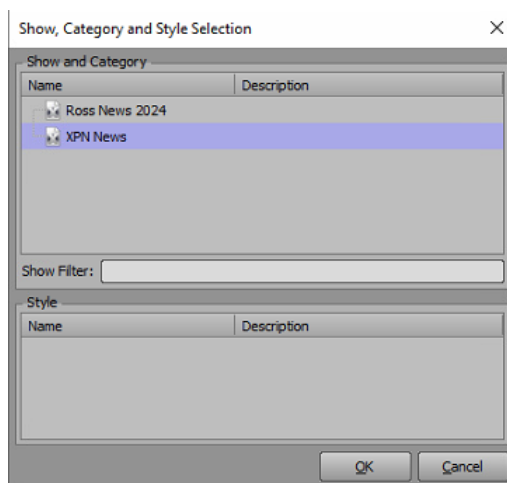 Show, Category and Style Selection
Show and Category
Name Description
Ross News 2024
XPN News
Show Filter:
Style
Name Description
OK Cancel